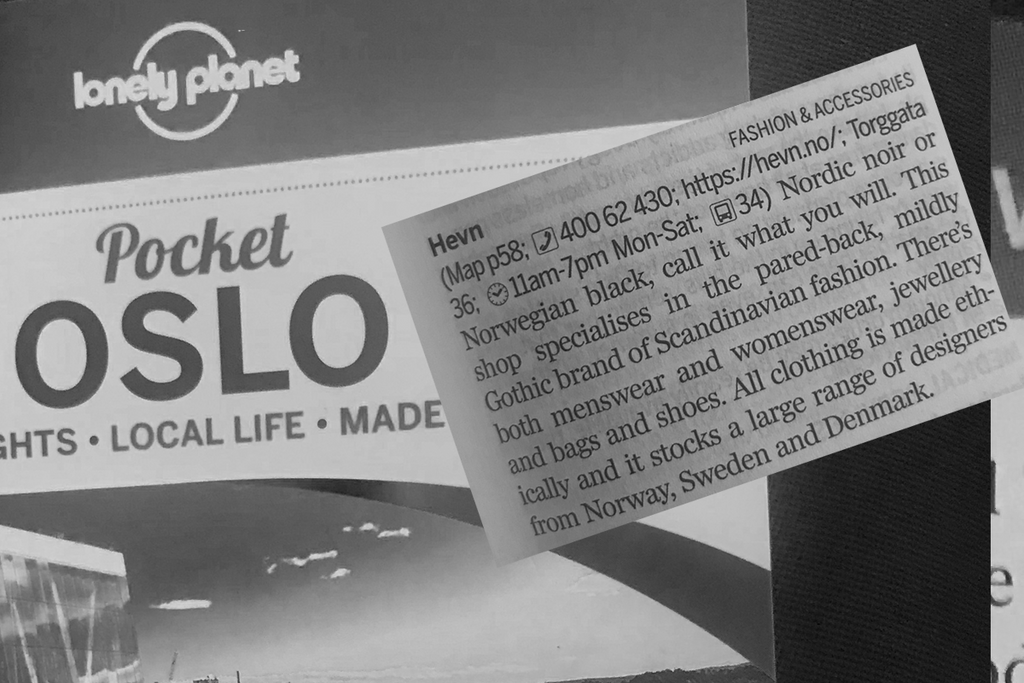 lonely planet
Pocket
OSLO
GHTS • LOCAL LIFE • MADE
FASHION & ACCESSORIES
Hevn
(Map p58; 400 62 430; https://hevn.no/; Torggata
36; 11am-7pm Mon-Sat; 34) Nordic noir or
Norwegian black, call it what you will. This
shop specialises in the pared-back, mildly
Gothic brand of Scandinavian fashion. There's
both menswear and womenswear, jewellery
and bags and shoes. All clothing is made eth-
ically and it stocks a large range of designers
from Norway, Sweden and Denmark.